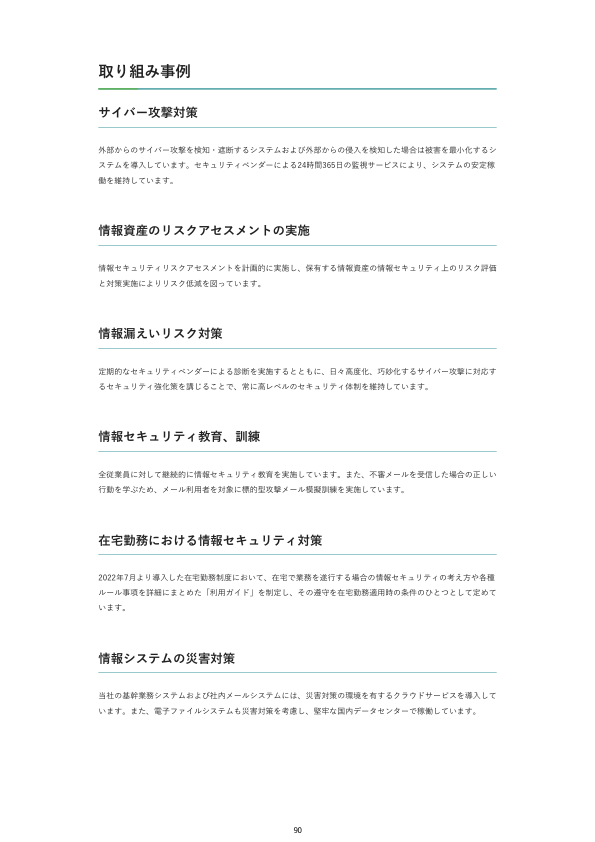 取り組み事例
サイバー攻撃対策
外部からのサイバー攻撃を検知・遮断するシステムおよび外部からの侵入を検知した場合は被害を最小化するシ
ステムを導入しています。セキュリティベンダーによる24時間365日の監視サービスにより、システムの安定稼
働を維持しています。
情報資産のリスクアセスメントの実施
情報セキュリティリスクアセスメントを計画的に実施し、保有する情報資産の情報セキュリティ上のリスク評価
と対策実施によりリスク低減を図っています。
情報漏えいリスク対策
定期的なセキュリティベンダーによる診断を実施するとともに、日々高度化、巧妙化するサイバー攻撃に対応す
るセキュリティ強化策を講じることで、常に高レベルのセキュリティ体制を維持しています。
情報セキュリティ教育、訓練
全従業員に対して継続的に情報セキュリティ教育を実施しています。また、不審メールを受信した場合の正しい
行動を学ぶため、メール利用者を対象に標的型攻撃メール模擬訓練を実施しています。
在宅勤務における情報セキュリティ対策
2022年7月より導入した在宅勤務制度において、在宅で業務を遂行する場合の情報セキュリティの考え方や各種
ルール事項を詳細にまとめた「利用ガイド」を制定し、その遵守を在宅勤務適用時の条件のひとつとして定めて
います。
情報システムの災害対策
当社の基幹業務システムおよび社内メールシステムには、災害対策の環境を有するクラウドサービスを導入して
います。また、電子ファイルシステムも災害対策を考慮し、堅牢な国内データセンターで稼働しています。
90